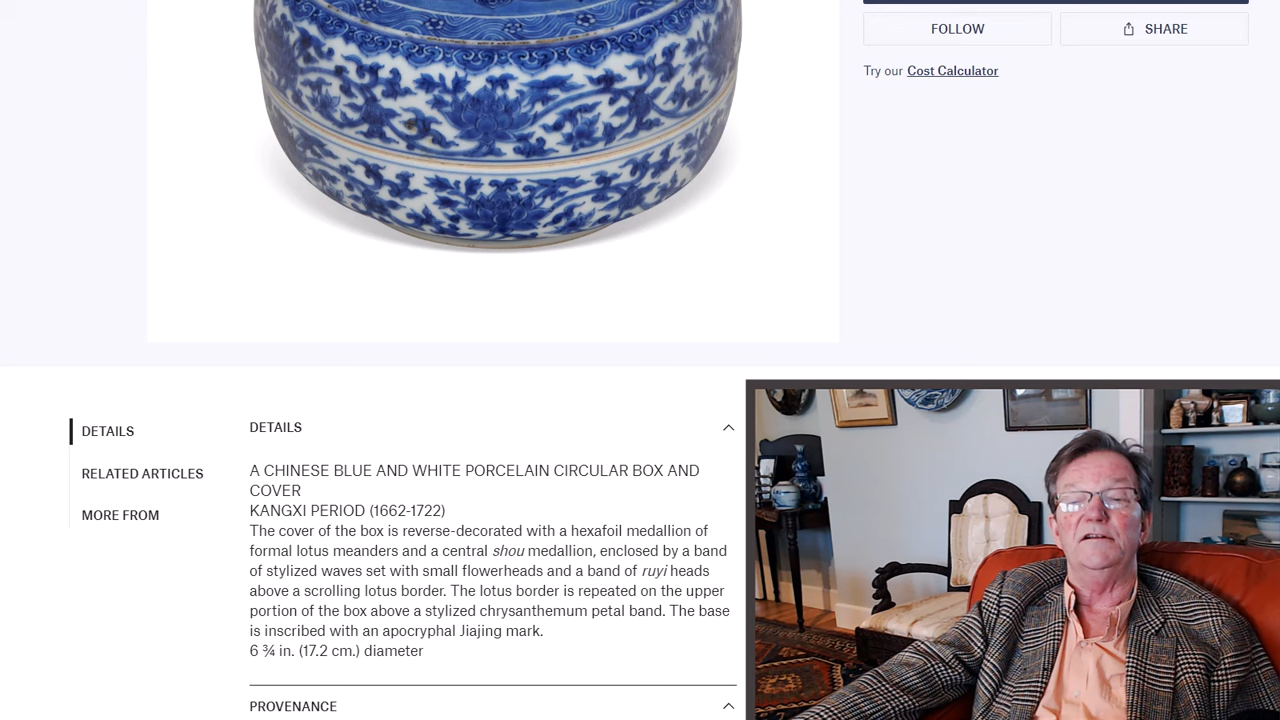 FOLLOW
SHARE
Try our Cost Calculator
DETAILS
RELATED ARTICLES
MORE FROM
DETAILS
A CHINESE BLUE AND WHITE PORCELAIN CIRCULAR BOX AND
COVER
KANGXI PERIOD (1662-1722)
The cover of the box is reverse-decorated with a hexafoil medallion of
formal lotus meanders and a central shou medallion, enclosed by a band
of stylized waves set with small flowerheads and a band of ruyi heads
above a scrolling lotus border. The lotus border is repeated on the upper
portion of the box above a stylized chrysanthemum petal band. The base
is inscribed with an apocryphal Jiajing mark.
6 ¾ in. (17.2 cm.) diameter
PROVENANCE